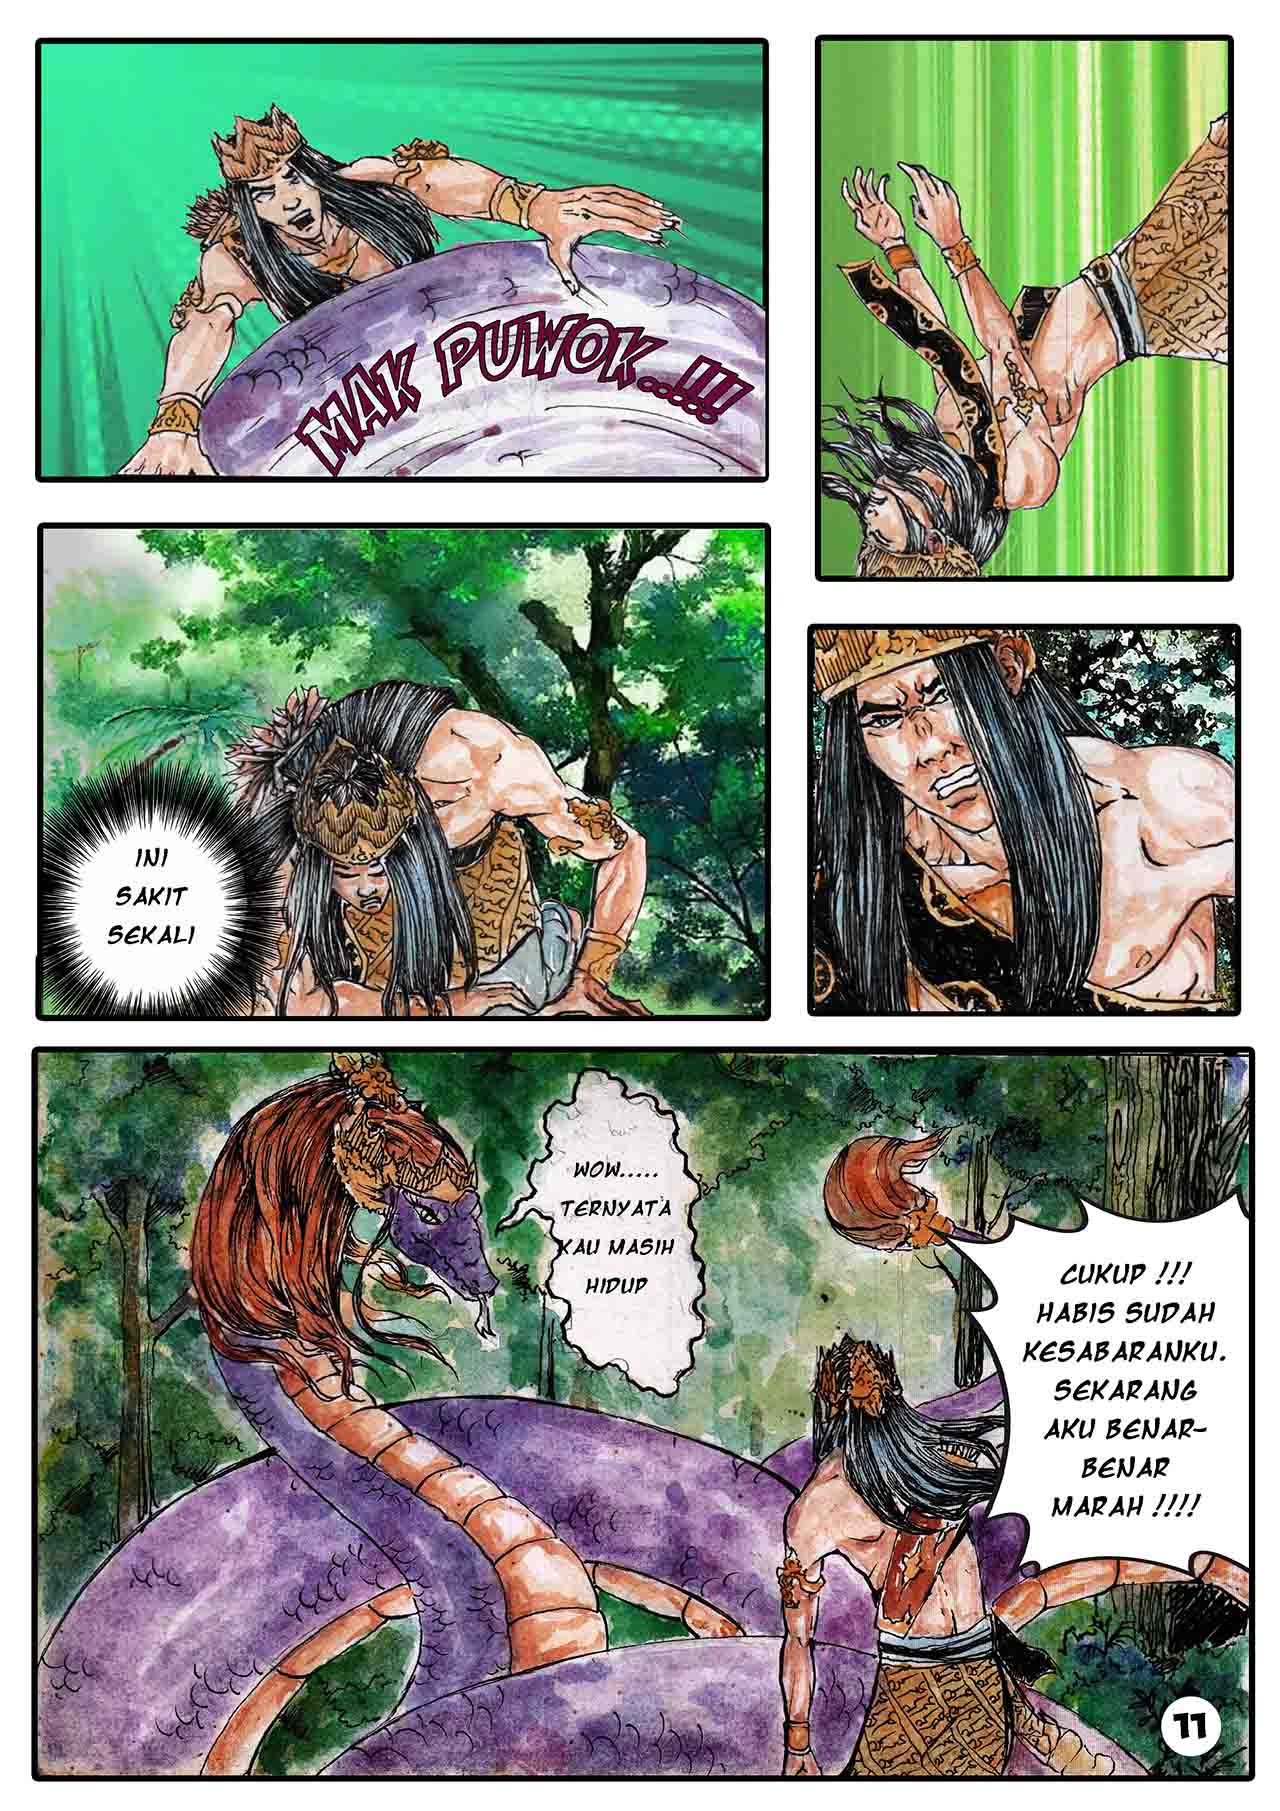 MAK PUWOK.....!!!
INI
SAKIT
SEKALI
WOW.....
TERNYATA
KAU MASIH
HIDUP
CUKUP !!!
HABIS SUDAH
KESABARANKU.
SEKARANG
AKU BENAR-
BENAR
MARAH !!!!
11